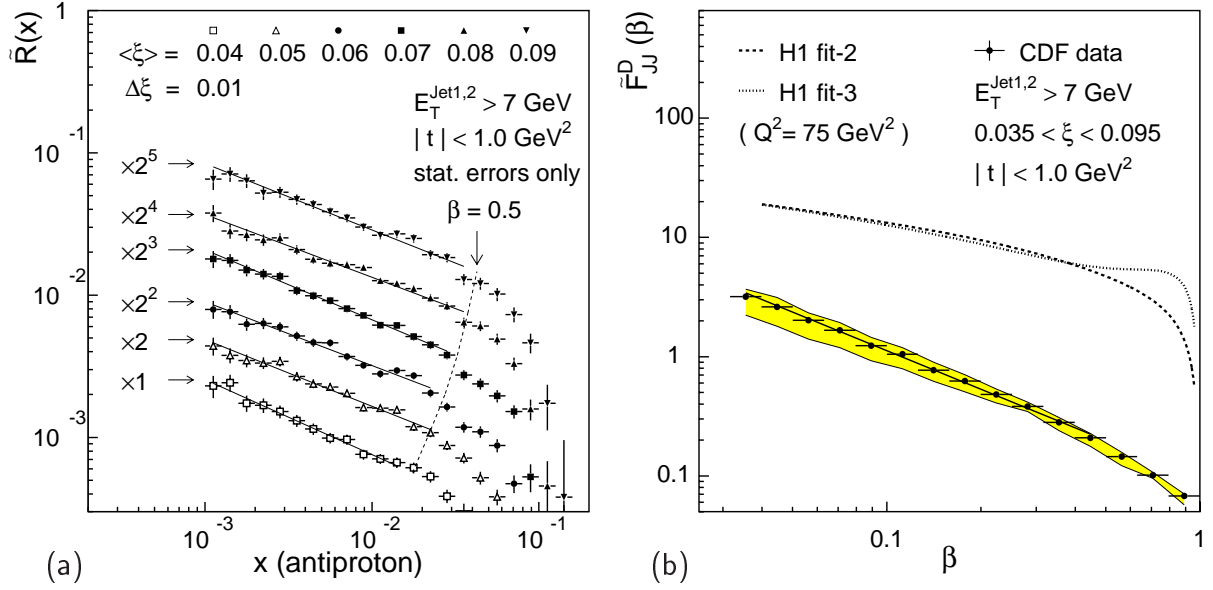 R̃(x)
1
10⁻¹
10⁻²
10⁻³
<ξ> = 0.04 0.05 0.06 0.07 0.08 0.09
Δξ = 0.01
E_T^Jet1,2 > 7 GeV
| t | < 1.0 GeV²
stat. errors only
β = 0.5
×2⁵
×2⁴
×2³
×2²
×2
×1
10⁻³ 10⁻² 10⁻¹
x (antiproton)
(a)
F̃^D_JJ (β)
100
10
1
0.1
H1 fit-2
H1 fit-3
( Q² = 75 GeV² )
CDF data
E_T^Jet1,2 > 7 GeV
0.035 < ξ < 0.095
| t | < 1.0 GeV²
0.1 1
β
(b)